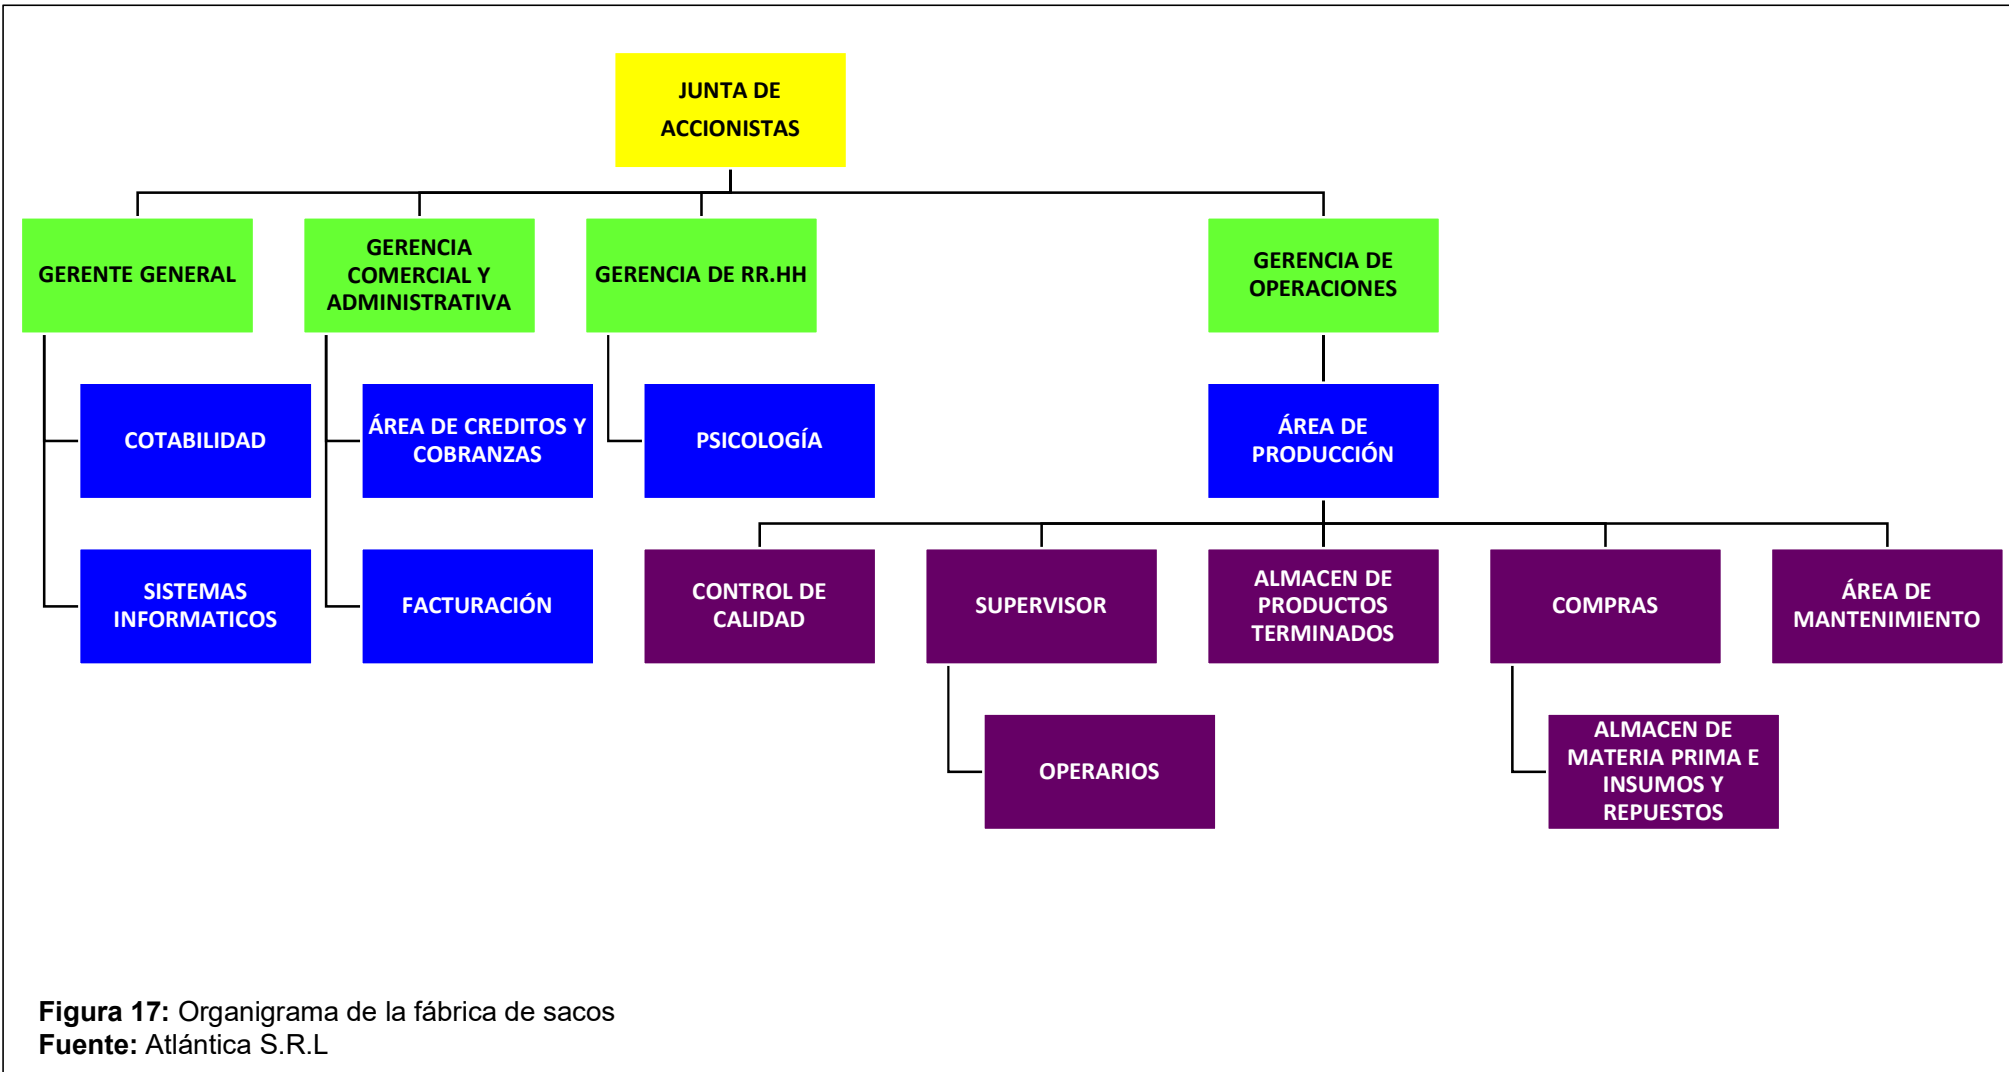 JUNTA DE
ACCIONISTAS
GERENTE GENERAL
GERENCIA
COMERCIAL Y
ADMINISTRATIVA
GERENCIA DE RR.HH
GERENCIA DE
OPERACIONES
COTABILIDAD
ÁREA DE CREDITOS Y
COBRANZAS
PSICOLOGÍA
ÁREA DE
PRODUCCIÓN
SISTEMAS
INFORMATICOS
FACTURACIÓN
CONTROL DE
CALIDAD
SUPERVISOR
ALMACEN DE
PRODUCTOS
TERMINADOS
COMPRAS
ÁREA DE
MANTENIMIENTO
OPERARIOS
ALMACEN DE
MATERIA PRIMA E
INSUMOS Y
REPUESTOS
Figura 17: Organigrama de la fábrica de sacos
Fuente: Atlántica S.R.L